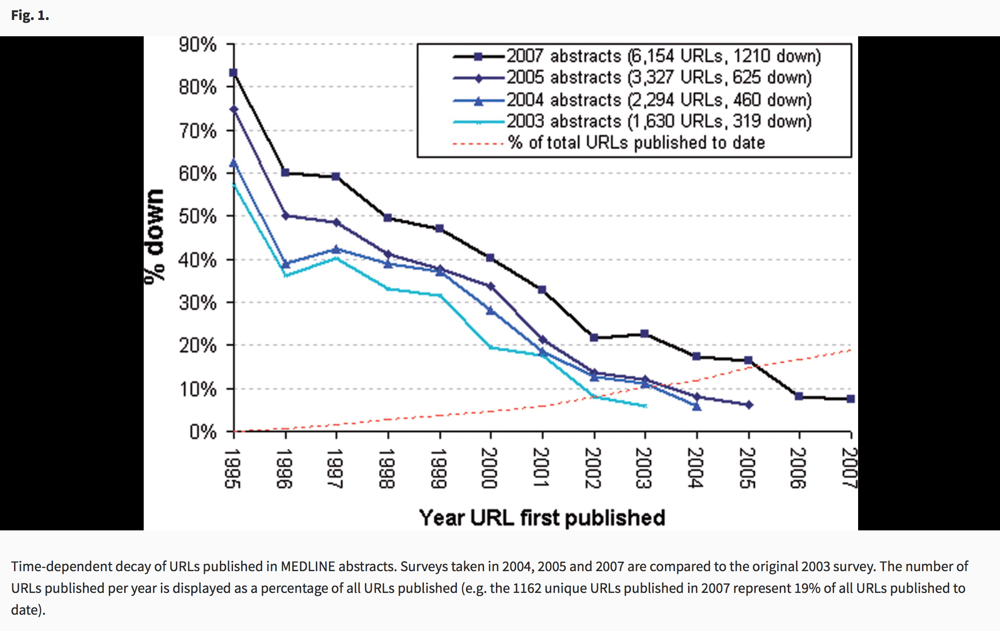 Fig. 1.
90%
80%
70%
60%
50%
40%
30%
20%
10%
0%
% down
2007 abstracts (6,154 URLs, 1210 down)
2005 abstracts (3,327 URLs, 625 down)
2004 abstracts (2,294 URLs, 460 down)
2003 abstracts (1,630 URLs, 319 down)
% of total URLs published to date
1995
1996
1997
1998
1999
2000
2001
2002
2003
2004
2005
2006
2007
Year URL first published
Time-dependent decay of URLs published in MEDLINE abstracts. Surveys taken in 2004, 2005 and 2007 are compared to the original 2003 survey. The number of
URLs published per year is displayed as a percentage of all URLs published (e.g. the 1162 unique URLs published in 2007 represent 19% of all URLs published to
date).